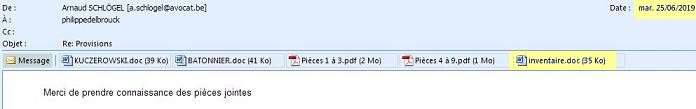 De : Arnaud SCHLÖGEL [a.schlogel@avocat.be] Date : mar. 25/06/2019
À : philippedelbrouck
Cc :
Objet : Re: Provisions
Message KUCZEROWSKI.doc (39 Ko) BATONNIER.doc (41 Ko) Pièces 1 à 3.pdf (2 Mo) Pièces 4 à 9.pdf (1 Mo) inventaire.doc (35 Ko)
Merci de prendre connaissance des pièces jointes